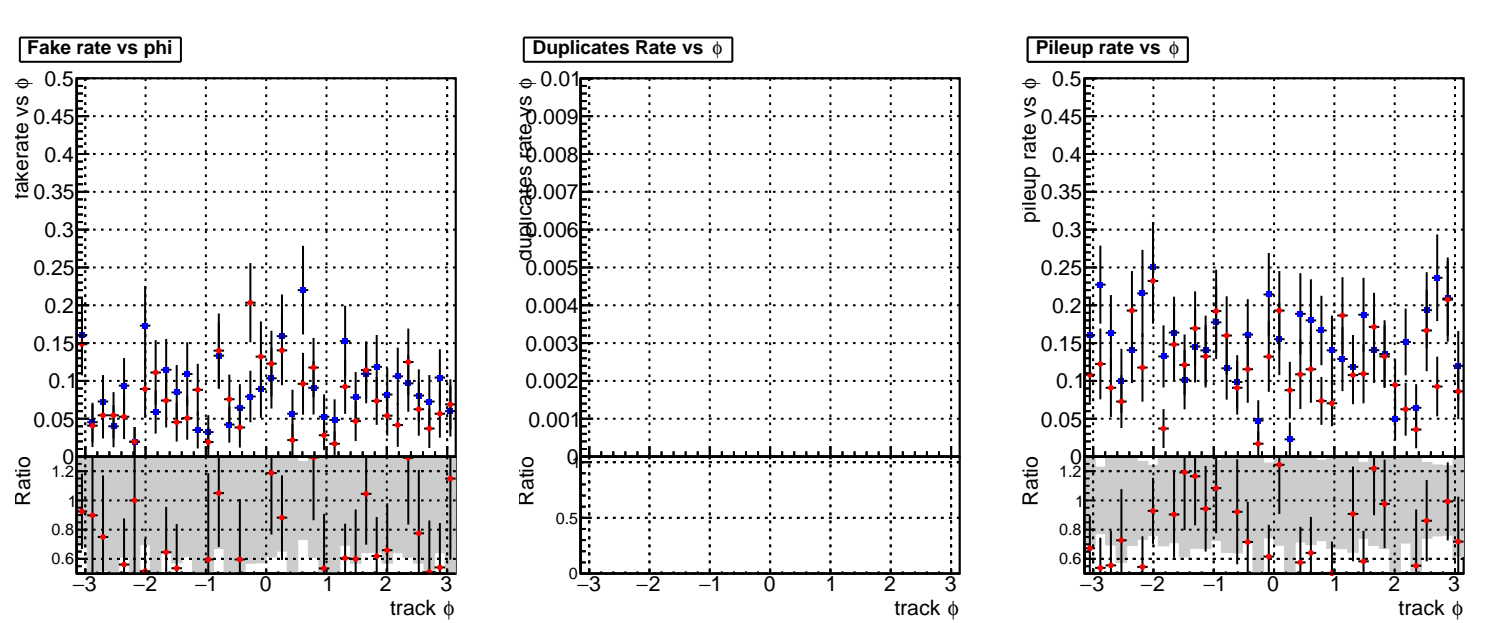 Fake rate vs phi
fakerate vs ϕ
0.5
0.45
0.4
0.35
0.3
0.25
0.2
0.15
0.1
0.05
0
Ratio
1.2
1
0.8
0.6
−3 −2 −1 0 1 2 3
track ϕ
Duplicates Rate vs ϕ
duplicates rate vs ϕ
0.01
0.009
0.008
0.007
0.006
0.005
0.004
0.003
0.002
0.001
0
Ratio
0.5
0
−3 −2 −1 0 1 2 3
track ϕ
Pileup rate vs ϕ
pileup rate vs ϕ
0.5
0.45
0.4
0.35
0.3
0.25
0.2
0.15
0.1
0.05
0
Ratio
1.2
1
0.8
0.6
−3 −2 −1 0 1 2 3
track ϕ